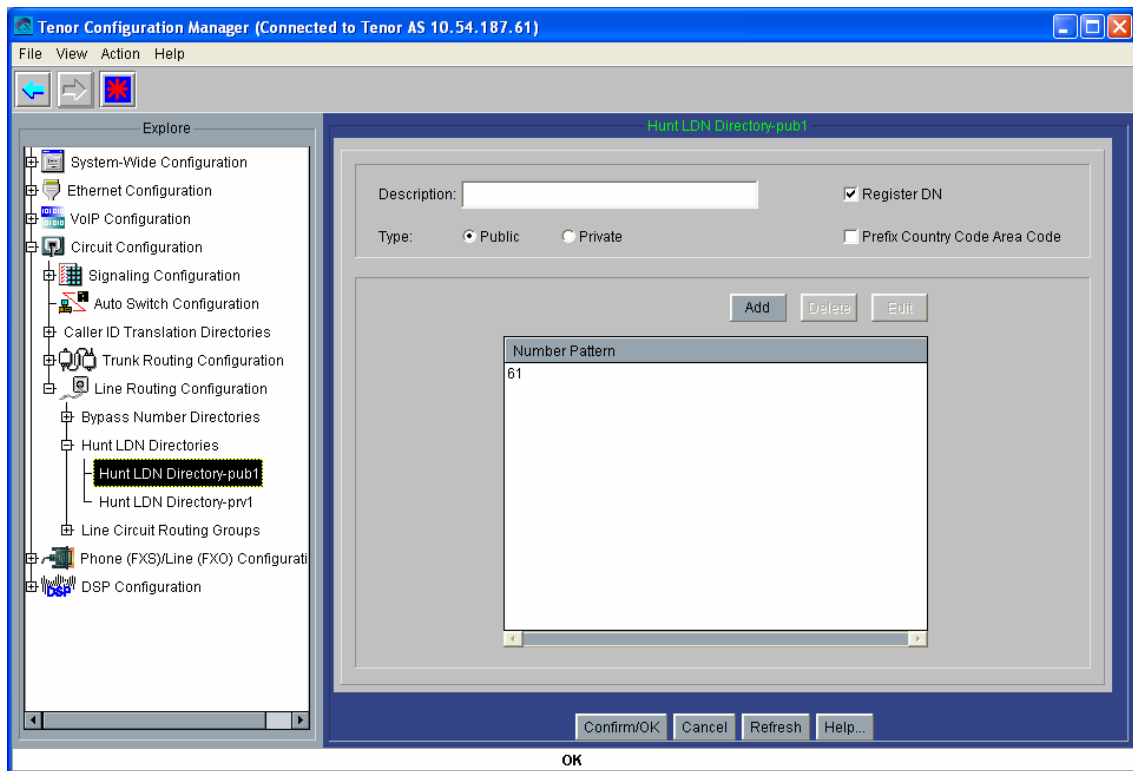 Tenor Configuration Manager (Connected to Tenor AS 10.54.187.61)
File View Action Help
Explore
System-Wide Configuration
Ethernet Configuration
VoIP Configuration
Circuit Configuration
Signaling Configuration
Auto Switch Configuration
Caller ID Translation Directories
Trunk Routing Configuration
Line Routing Configuration
Bypass Number Directories
Hunt LDN Directories
Hunt LDN Directory-pub1
Hunt LDN Directory-prv1
Line Circuit Routing Groups
Phone (FXS)/Line (FXO) Configurati
DSP
DSP Configuration
Hunt LDN Directory-pub1
Description:
Register DN
Type: Public Private
Prefix Country Code Area Code
Add Delete Edit
Number Pattern
61
Confirm/OK Cancel Refresh Help...
OK